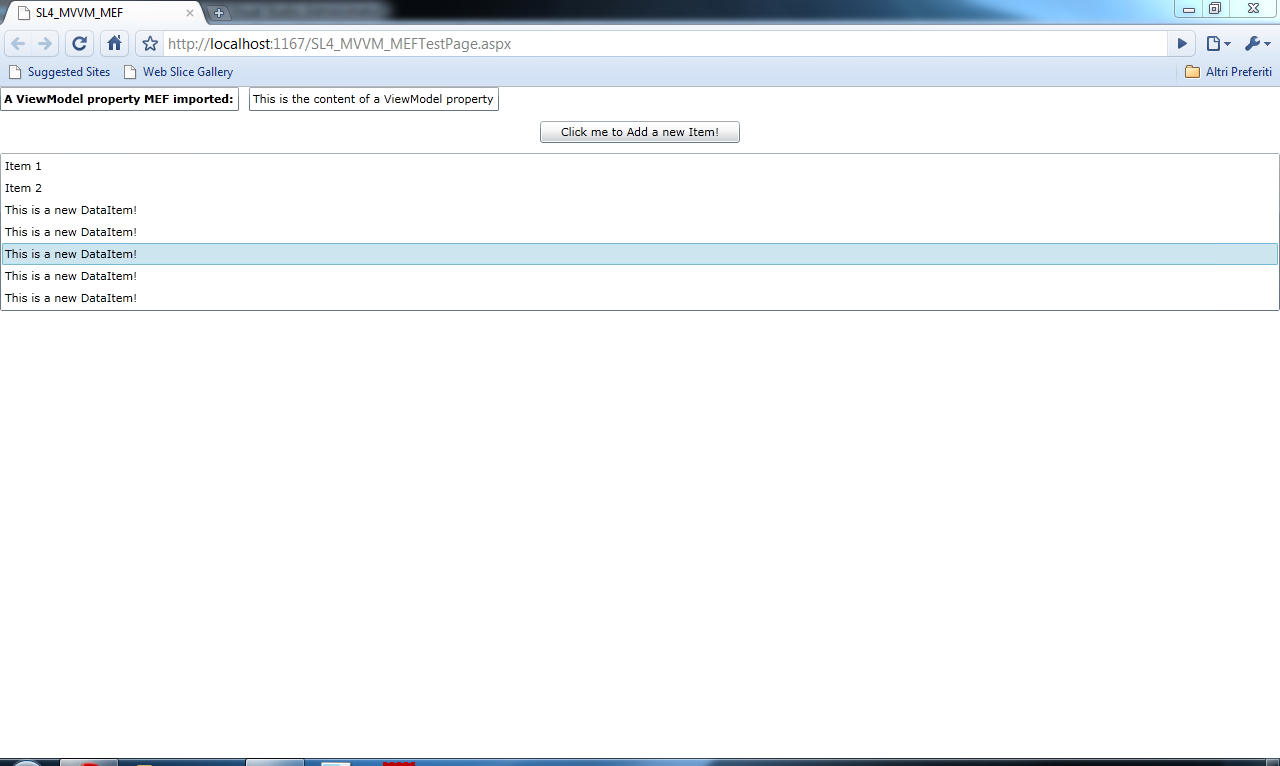 SL4_MVVM_MEF
http://localhost:1167/SL4_MVVM_MEFTestPage.aspx
Suggested Sites Web Slice Gallery Altri Preferiti
A ViewModel property MEF imported: This is the content of a ViewModel property
Click me to Add a new Item!
Item 1
Item 2
This is a new DataItem!
This is a new DataItem!
This is a new DataItem!
This is a new DataItem!
This is a new DataItem!